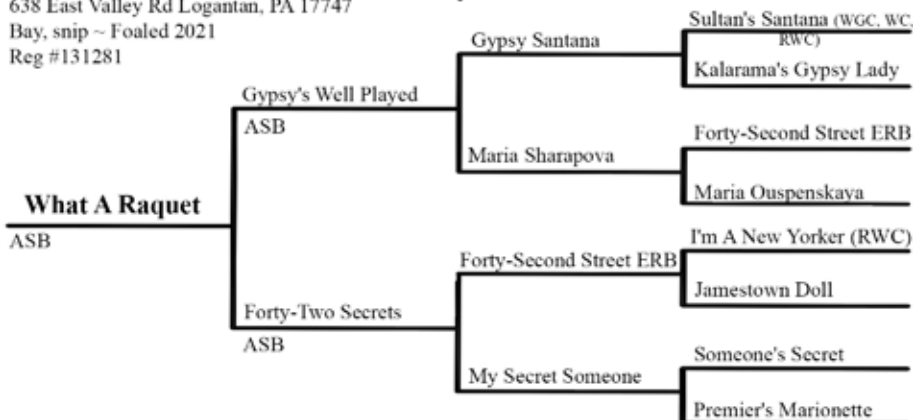 638 East Valley Rd Logantan, PA 17747
Bay, snip ~ Foaled 2021
Reg #131281
Sultan's Santana (WGC, WC,
RWC)
Gypsy Santana
Kalarama's Gypsy Lady
Gypsy's Well Played
ASB
Forty-Second Street ERB
Maria Sharapova
Maria Ouspenskaya
What A Raquet
ASB
I'm A New Yorker (RWC)
Forty-Second Street ERB
Jamestown Doll
Forty-Two Secrets
ASB
Someone's Secret
My Secret Someone
Premier's Marionette